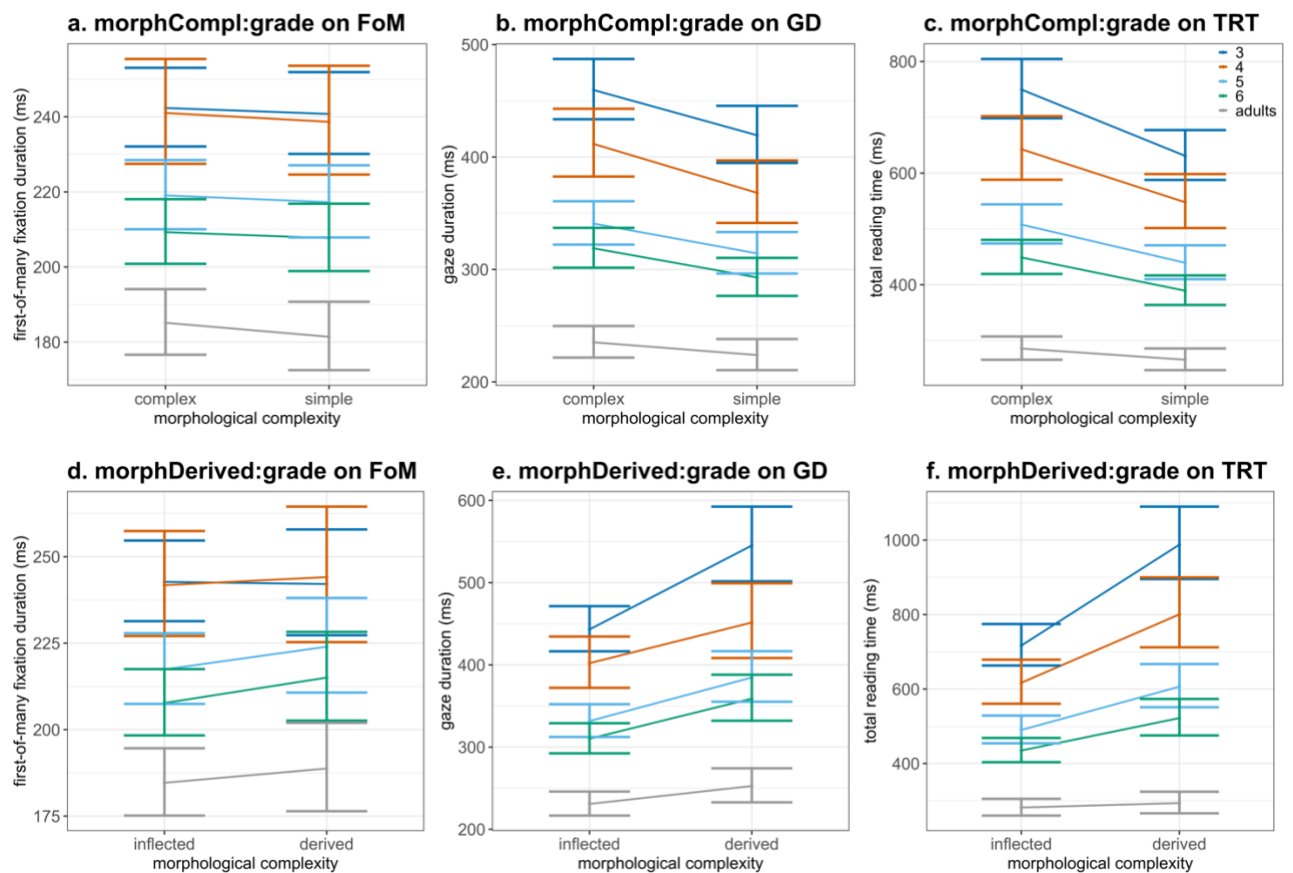 a. morphCompl:grade on FoM
first-of-many fixation duration (ms)
240
220
200
180
complex
simple
morphological complexity
b. morphCompl:grade on GD
gaze duration (ms)
500
400
300
200
complex
simple
morphological complexity
c. morphCompl:grade on TRT
total reading time (ms)
800
600
400
3
4
5
6
adults
complex
simple
morphological complexity
d. morphDerived:grade on FoM
first-of-many fixation duration (ms)
250
225
200
175
inflected
derived
morphological complexity
e. morphDerived:grade on GD
gaze duration (ms)
600
500
400
300
200
inflected
derived
morphological complexity
f. morphDerived:grade on TRT
total reading time (ms)
1000
800
600
400
inflected
derived
morphological complexity